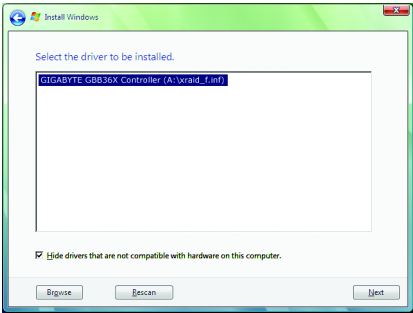 Install Windows
Select the driver to be installed.
GIGABYTE GBB36X Controller (A:\xraid_f.inf)
Hide drivers that are not compatible with hardware on this computer.
Browse
Rescan
Next